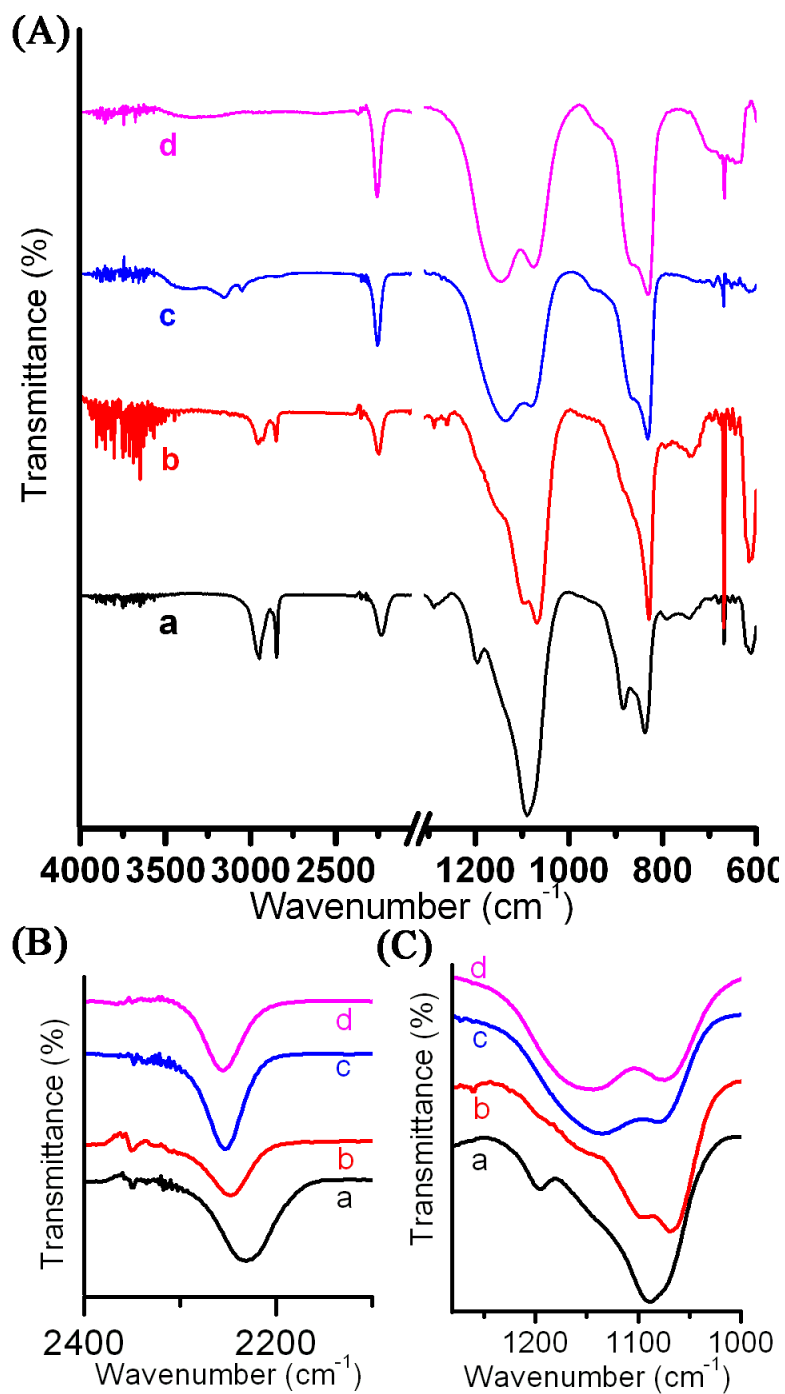 (A)
Transmittance (%)
d
c
b
a
4000 3500 3000 2500 1200 1000 800 600
Wavenumber (cm-1)
(B)
Transmittance (%)
d
c
b
a
2400 2200
Wavenumber (cm-1)
(C)
Transmittance (%)
d
c
b
a
1200 1100 1000
Wavenumber (cm-1)